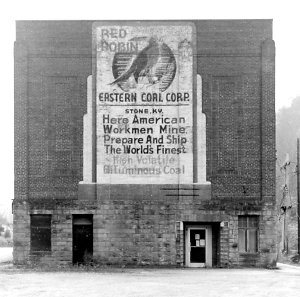 RED
ROBIN
EASTERN COAL CORP.
STONE, KY.
Here American
Workmen Mine,
Prepare And Ship
The Worlds Finest
High Volatile
Bituminous Coal